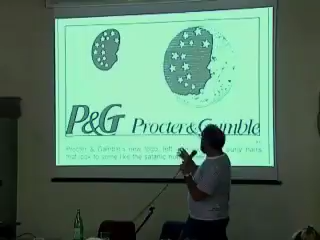 P&G Procter & Gamble
Procter & Gamble's new logo, left
that look to some like the satanic